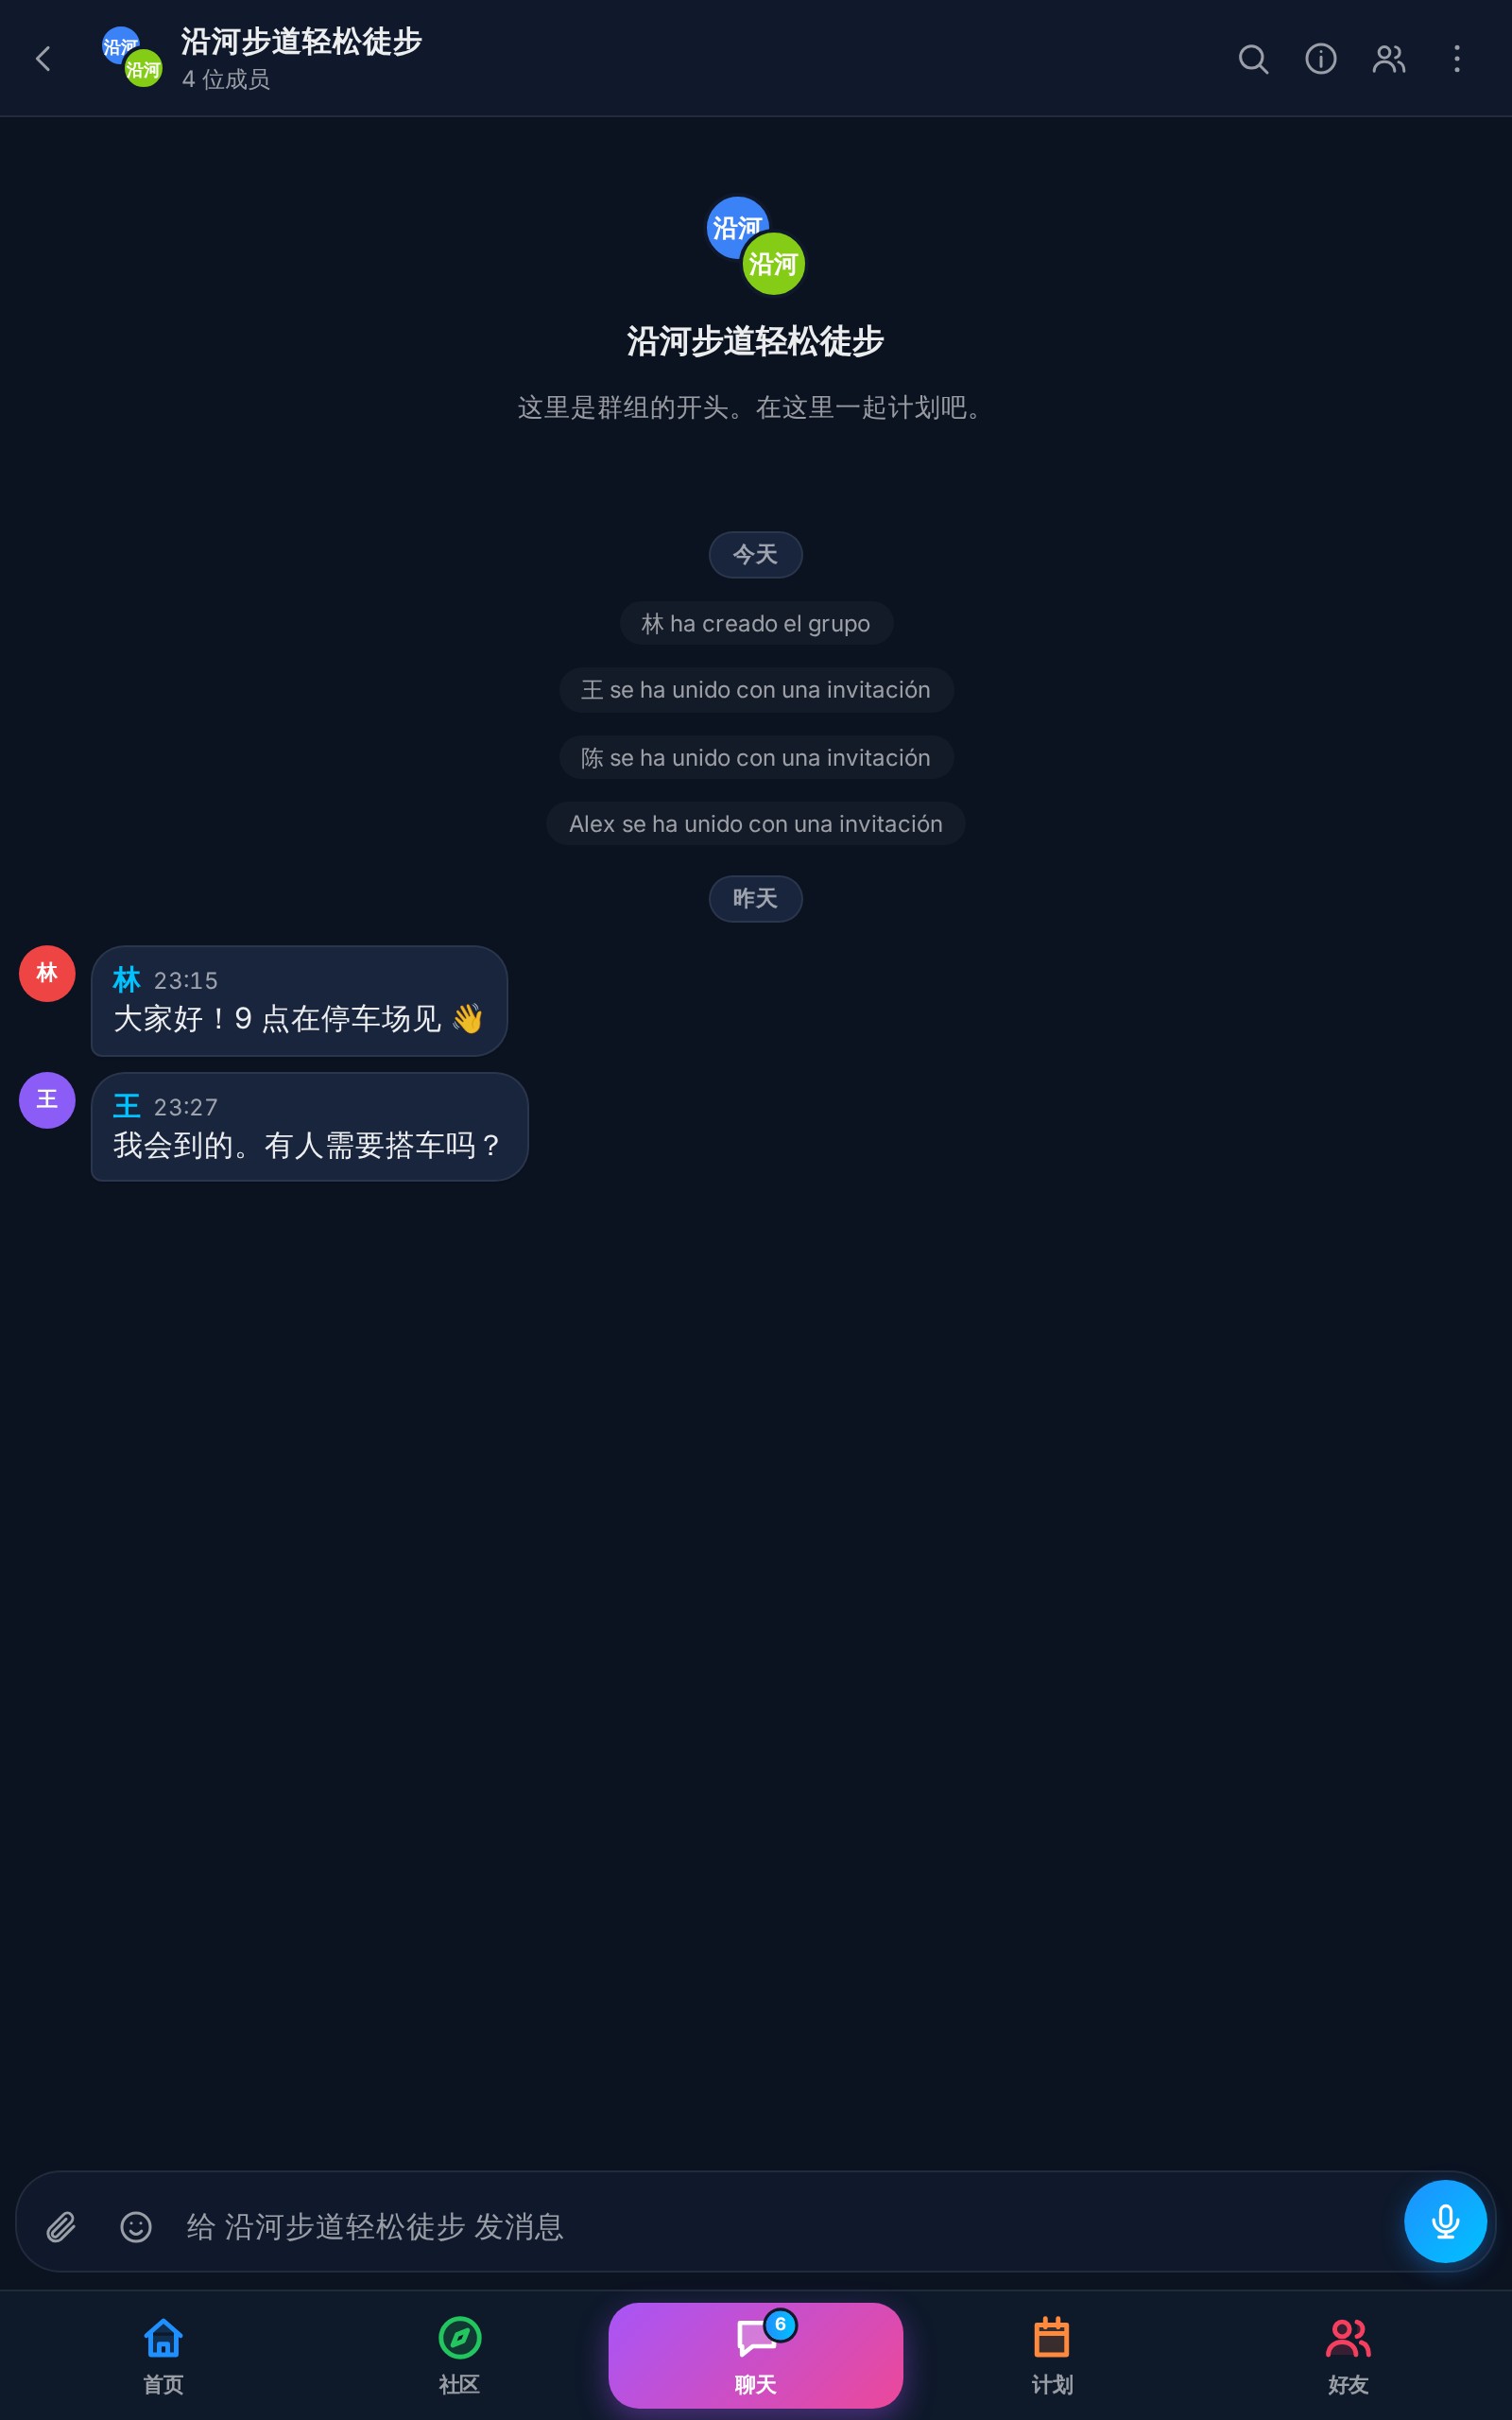 沿河
沿河
沿河步道轻松徒步
4 位成员
沿河
沿河
沿河步道轻松徒步
这里是群组的开头。在这里一起计划吧。
今天
林 ha creado el grupo
王 se ha unido con una invitación
陈 se ha unido con una invitación
Alex se ha unido con una invitación
昨天
林
林 23:15
大家好！9 点在停车场见 👋
王
王 23:27
我会到的。有人需要搭车吗？
给 沿河步道轻松徒步 发消息
6
首页
社区
聊天
计划
好友